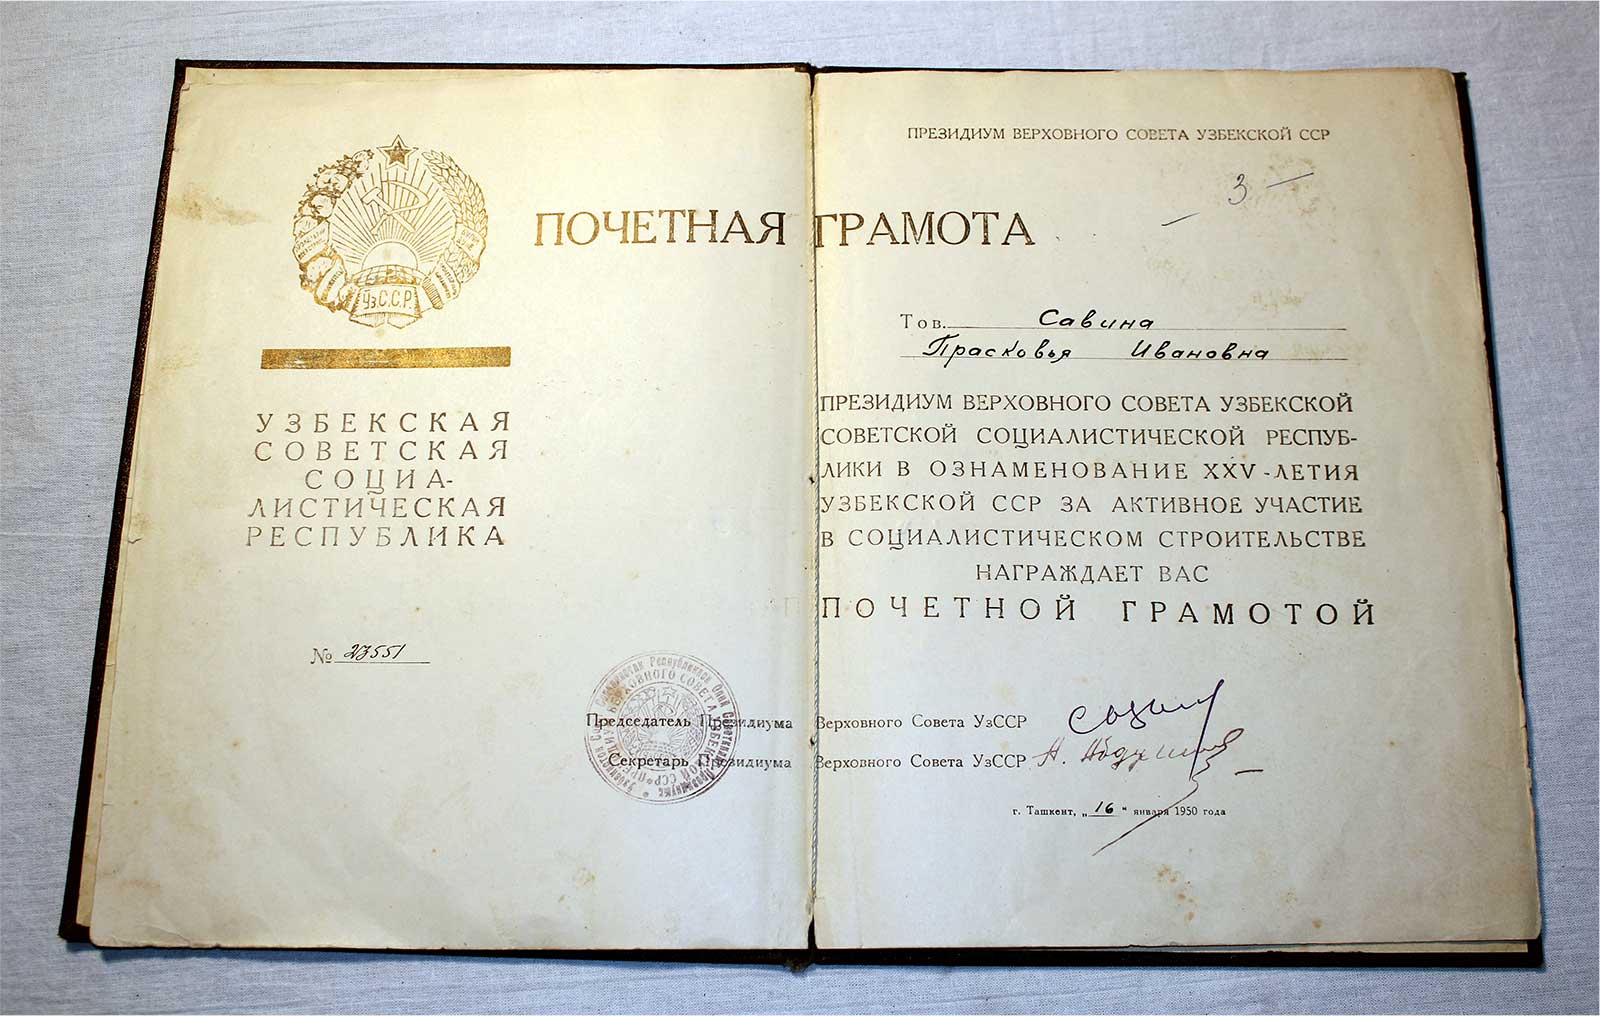 ПРЕЗИДИУМ ВЕРХОВНОГО СОВЕТА УЗБЕКСКОЙ ССР
3
ПОЧЕТНАЯ ГРАМОТА
УзС.С.Р.
УЗБЕКСКАЯ
СОВЕТСКАЯ
СОЦИА-
ЛИСТИЧЕСКАЯ
РЕСПУБЛИКА
№ 23551
Тов. Савина
Прасковья Ивановна
ПРЕЗИДИУМ ВЕРХОВНОГО СОВЕТА УЗБЕКСКОЙ
СОВЕТСКОЙ СОЦИАЛИСТИЧЕСКОЙ РЕСПУБ-
ЛИКИ В ОЗНАМЕНОВАНИЕ XXV-ЛЕТИЯ
УЗБЕКСКОЙ ССР ЗА АКТИВНОЕ УЧАСТИЕ
В СОЦИАЛИСТИЧЕСКОМ СТРОИТЕЛЬСТВЕ
НАГРАЖДАЕТ ВАС
ПОЧЕТНОЙ ГРАМОТОЙ
Председатель Президиума Верховного Совета УзССР
Секретарь Президиума Верховного Совета УзССР
г. Ташкент, „16“ января 1950 года